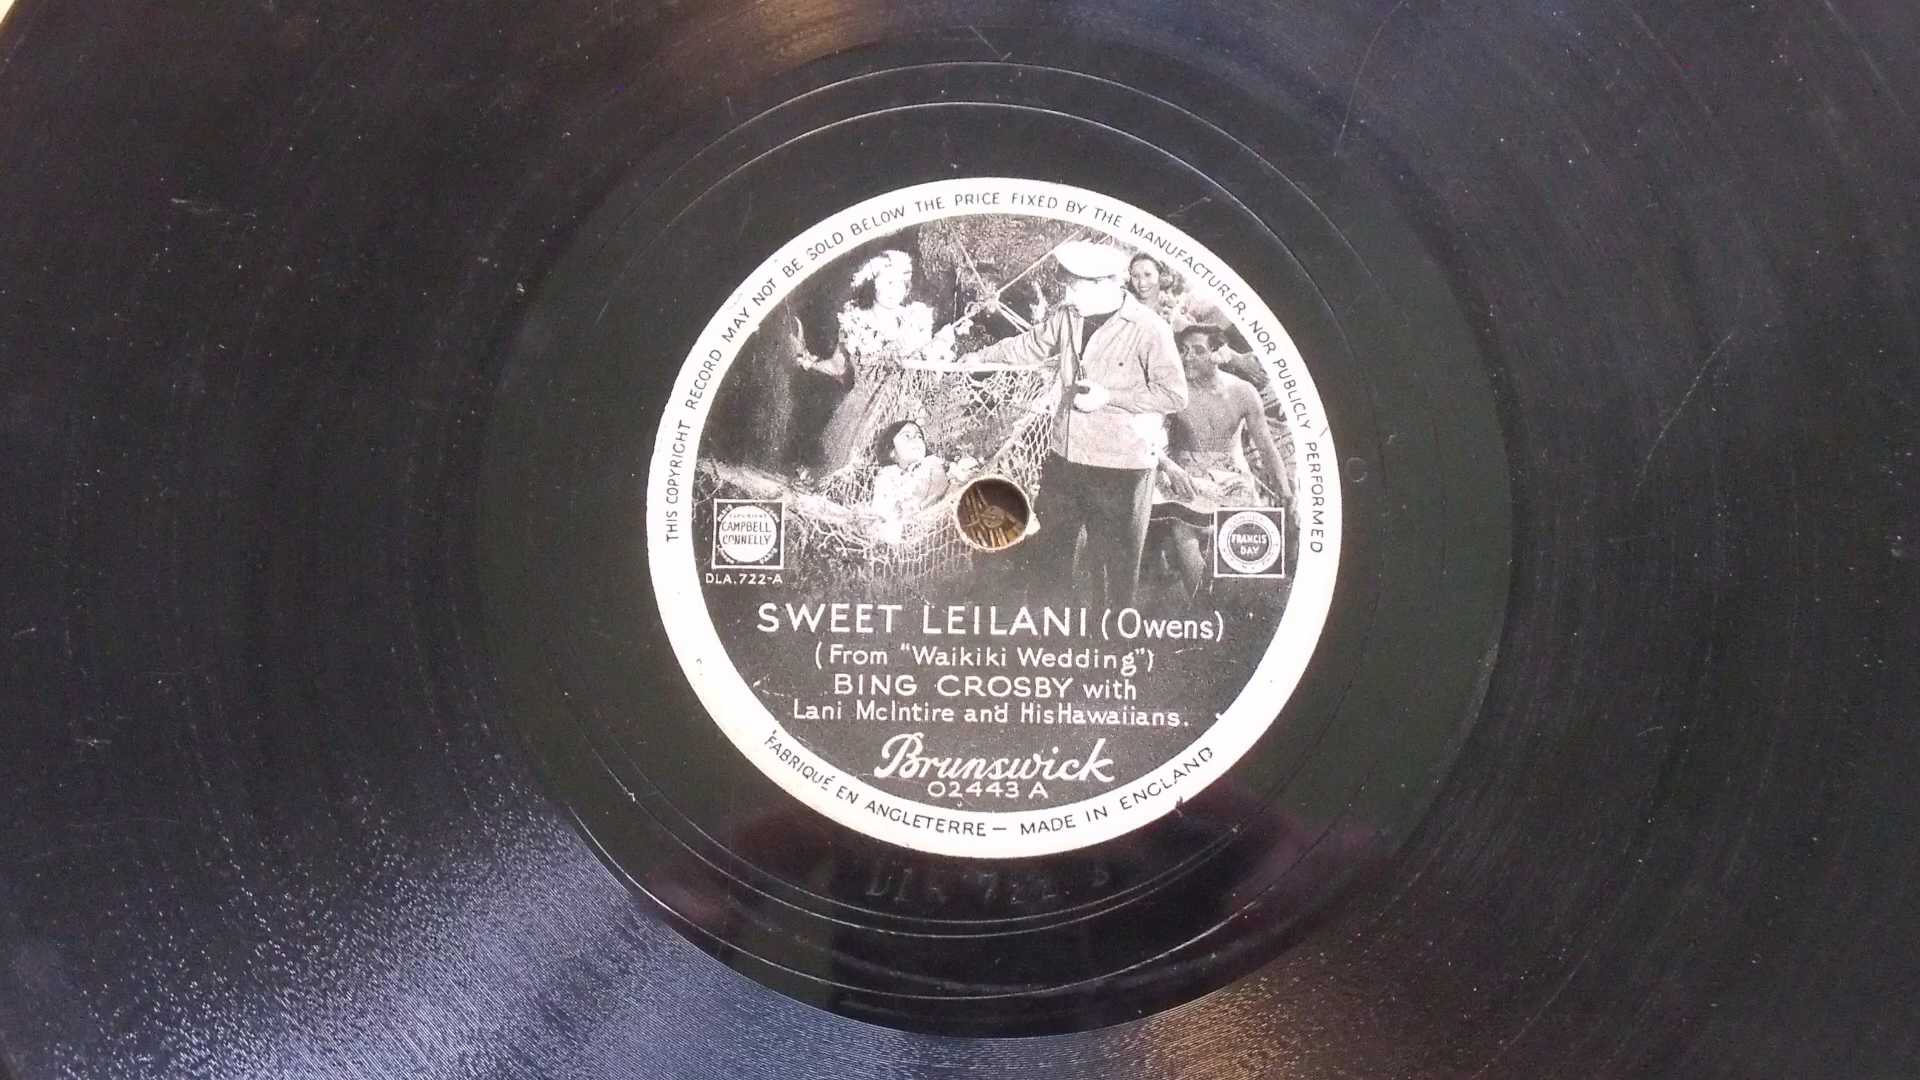 THIS COPYRIGHT RECORD MAY NOT BE SOLD BELOW THE PRICE FIXED BY THE MANUFACTURER, NOR PUBLICLY PERFORMED
CAMPBELL
CONNELLY
FRANCIS
DAY
DLA.722-A
SWEET LEILANI (Owens)
(From "Waikiki Wedding")
BING CROSBY with
Lani McIntire and His Hawaiians.
Brunswick
02443 A
FABRIQUÉ EN ANGLETERRE — MADE IN ENGLAND